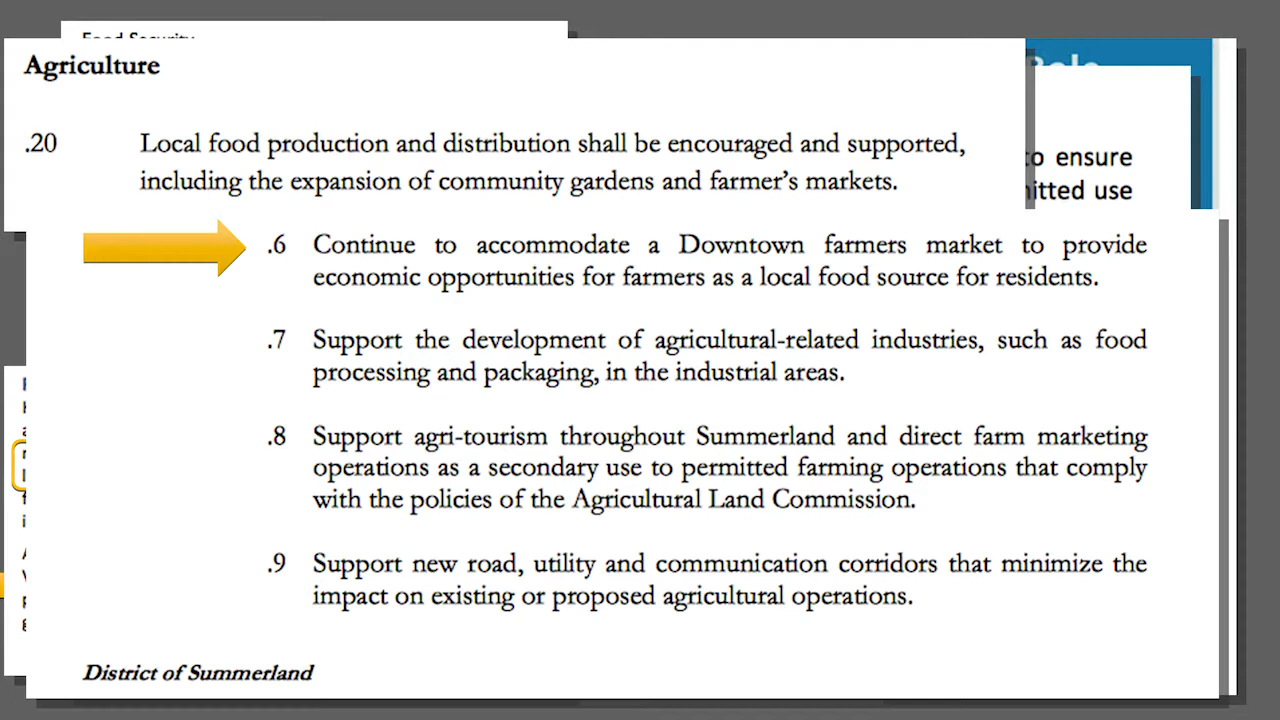 Food Security
Agriculture
.20 Local food production and distribution shall be encouraged and supported,
including the expansion of community gardens and farmer's markets.
to ensure
use
.6 Continue to accommodate a Downtown farmers market to provide
economic opportunities for farmers as a local food source for residents.
.7 Support the development of agricultural-related industries, such as food
processing and packaging, in the industrial areas.
.8 Support agri-tourism throughout Summerland and direct farm marketing
operations as a secondary use to permitted farming operations that comply
with the policies of the Agricultural Land Commission.
.9 Support new road, utility and communication corridors that minimize the
impact on existing or proposed agricultural operations.
District of Summerland